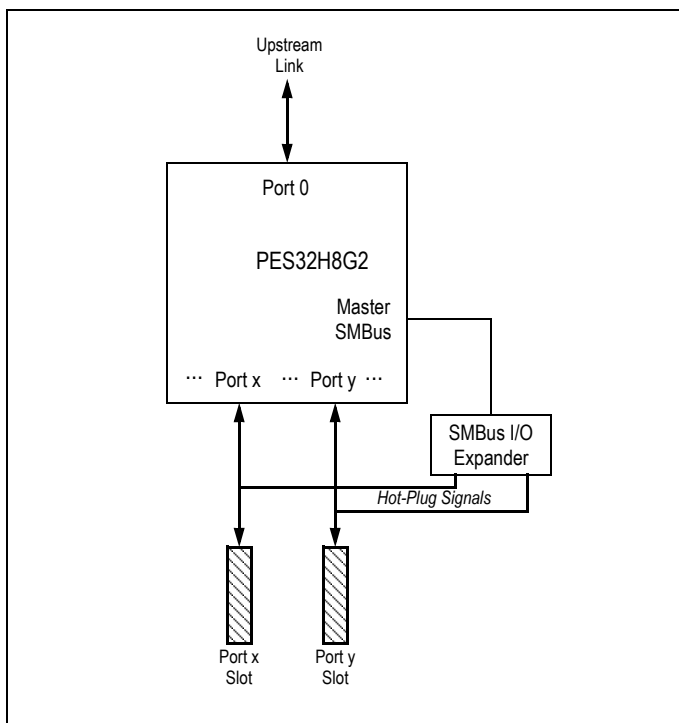 Upstream
Link
Port 0
PES32H8G2
Master
SMBus
... Port x ... Port y ...
SMBus I/O
Expander
Hot-Plug Signals
Port x
Slot
Port y
Slot